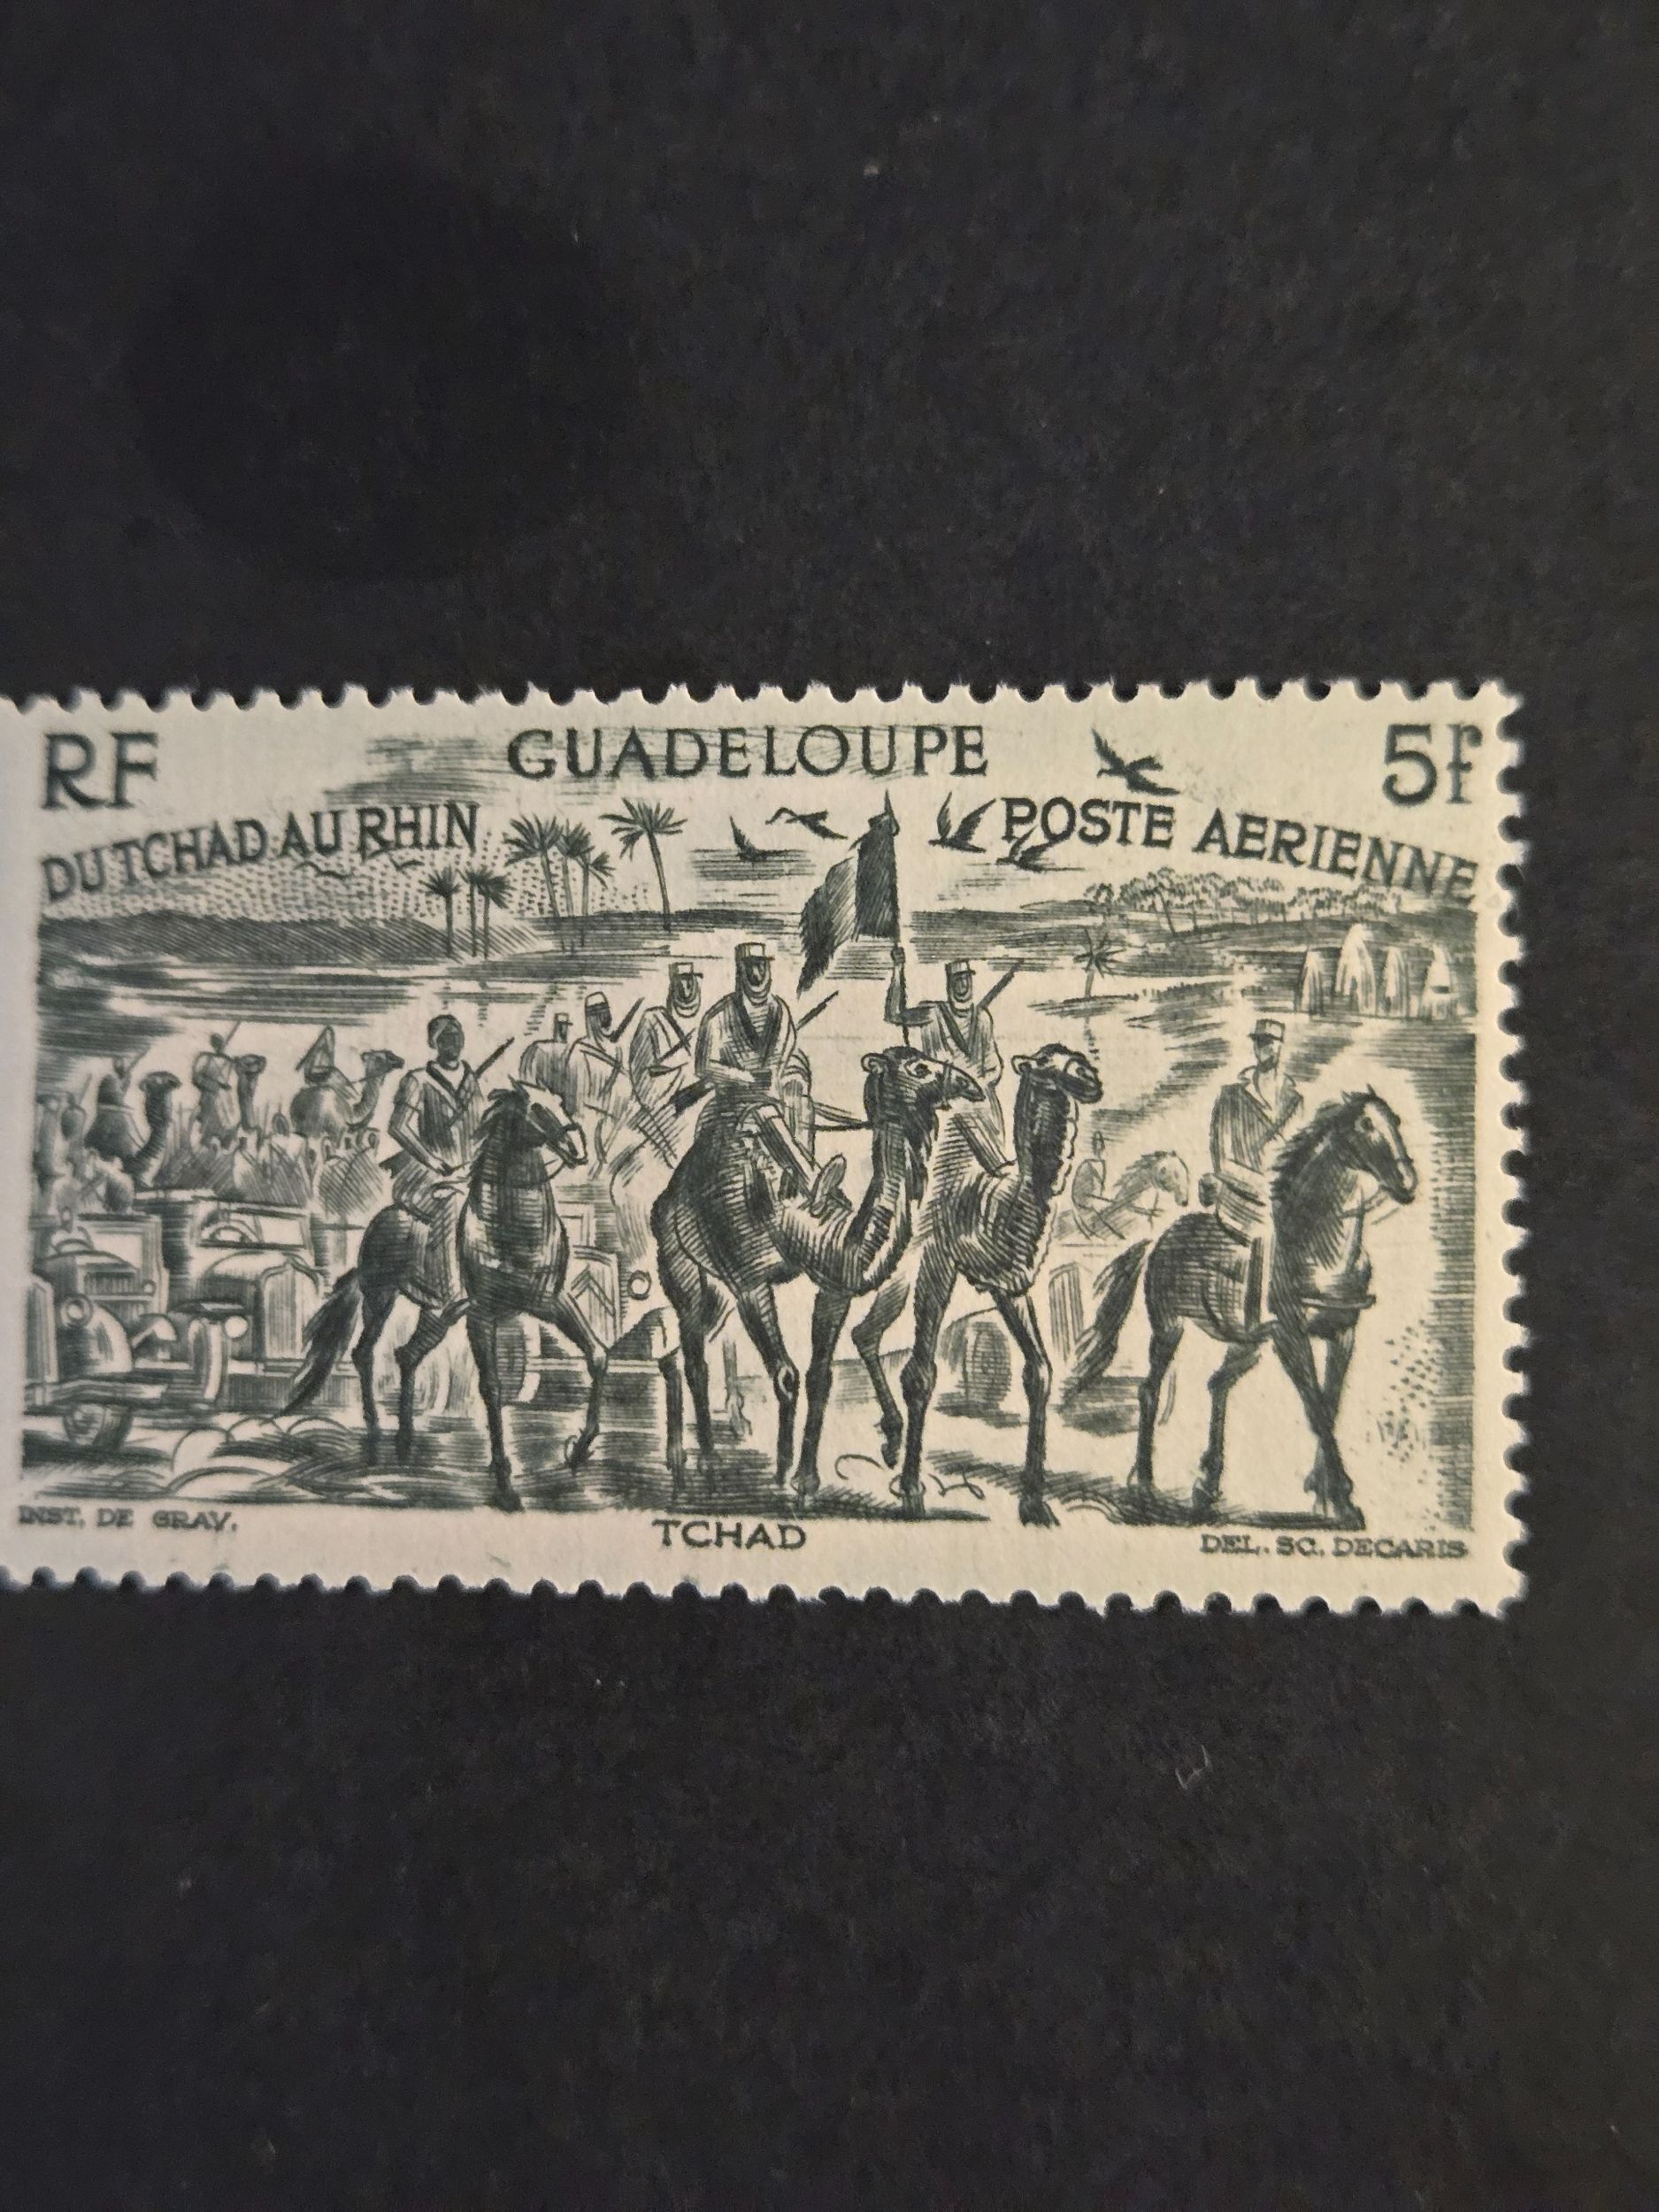 RF
GUADELOUPE
5f
DU TCHAD AU RHIN
POSTE AERIENNE
INST. DE GRAV.
TCHAD
DEL. SC. DECARIS